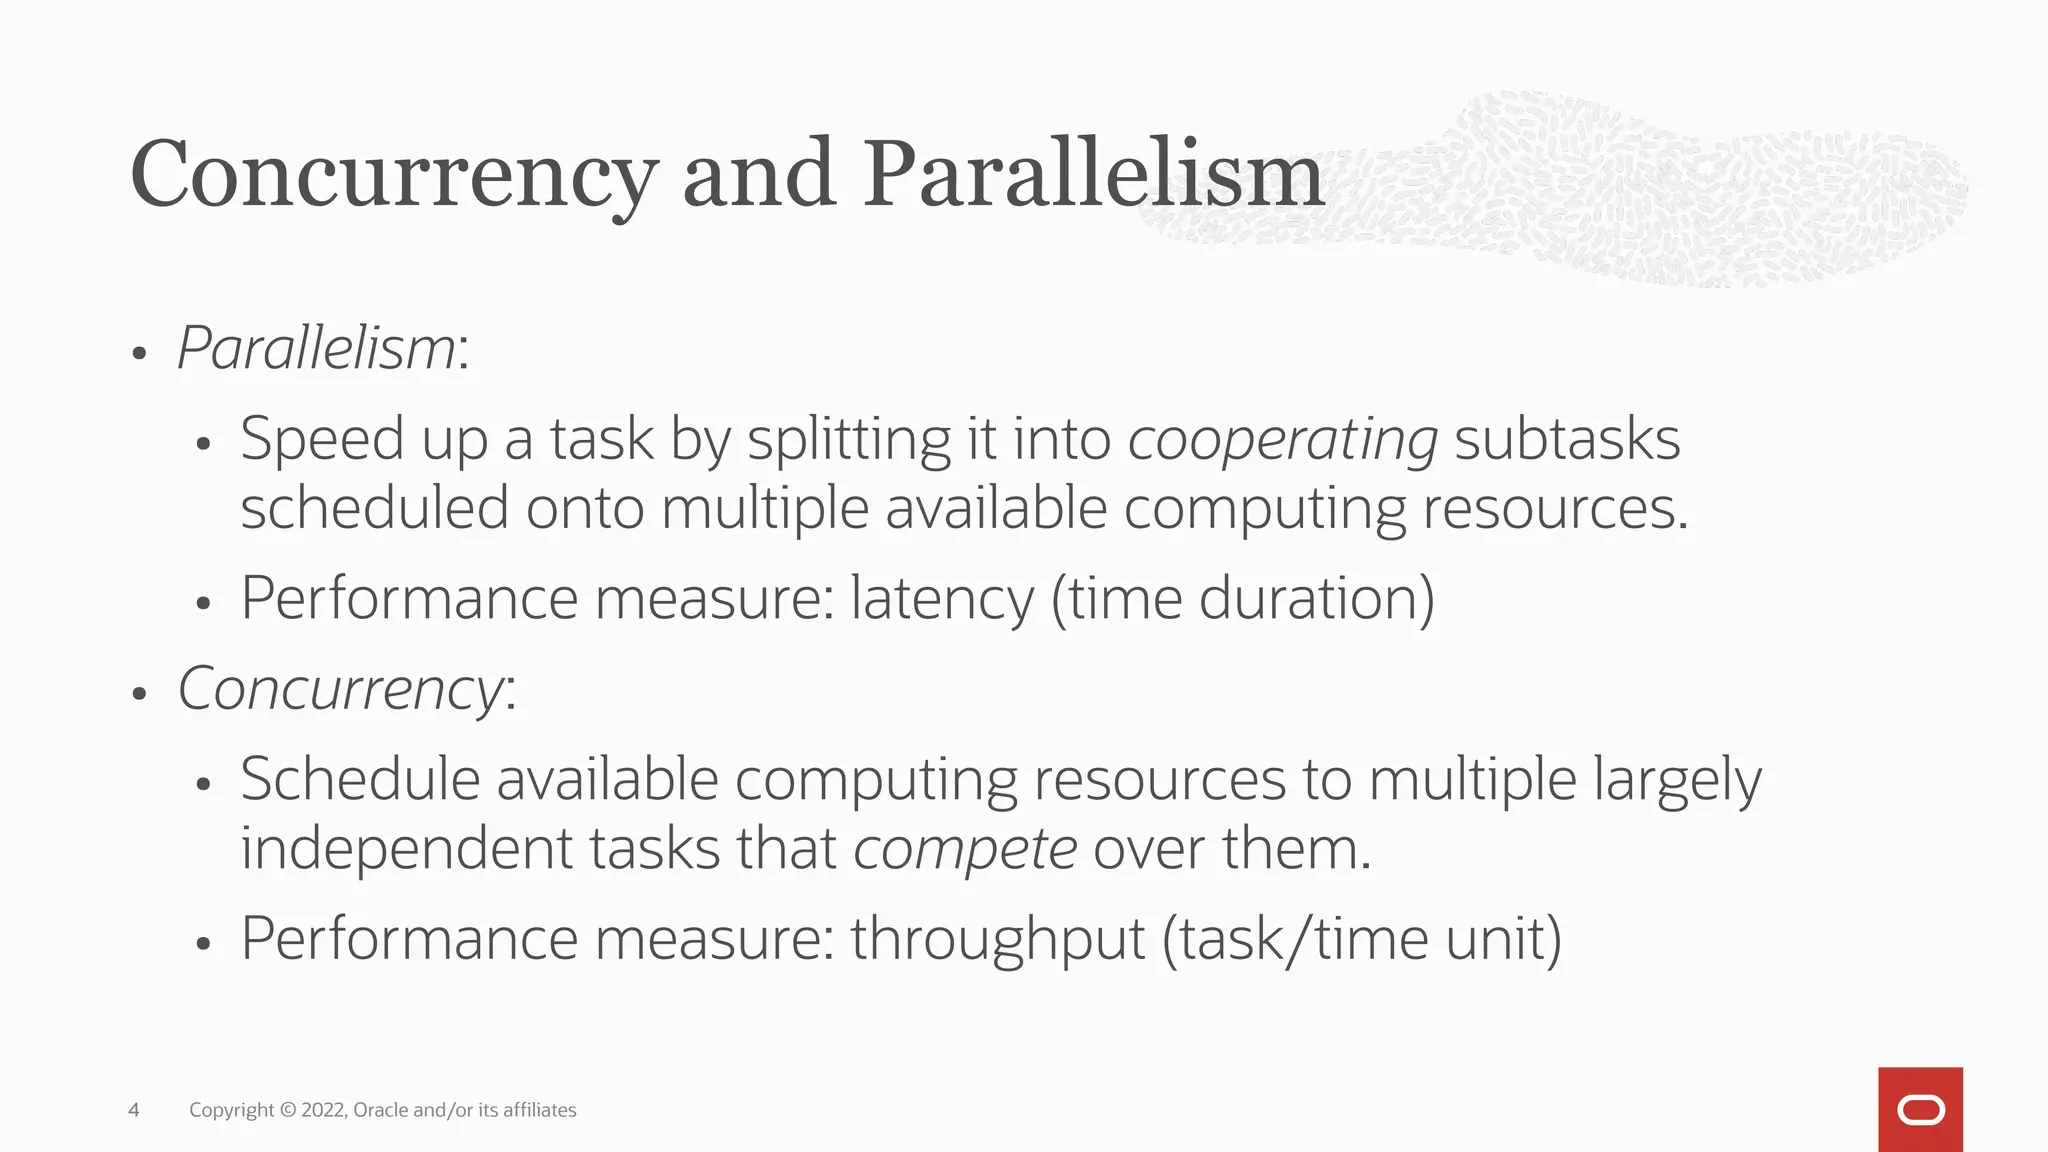 Concurrency and Parallelism
• Parallelism:
• Speed up a task by splitting it into cooperating subtasks
scheduled onto multiple available computing resources.
• Performance measure: latency (time duration)
• Concurrency:
• Schedule available computing resources to multiple largely
independent tasks that compete over them.
• Performance measure: throughput (task/time unit)
4 Copyright © 2022, Oracle and/or its affiliates